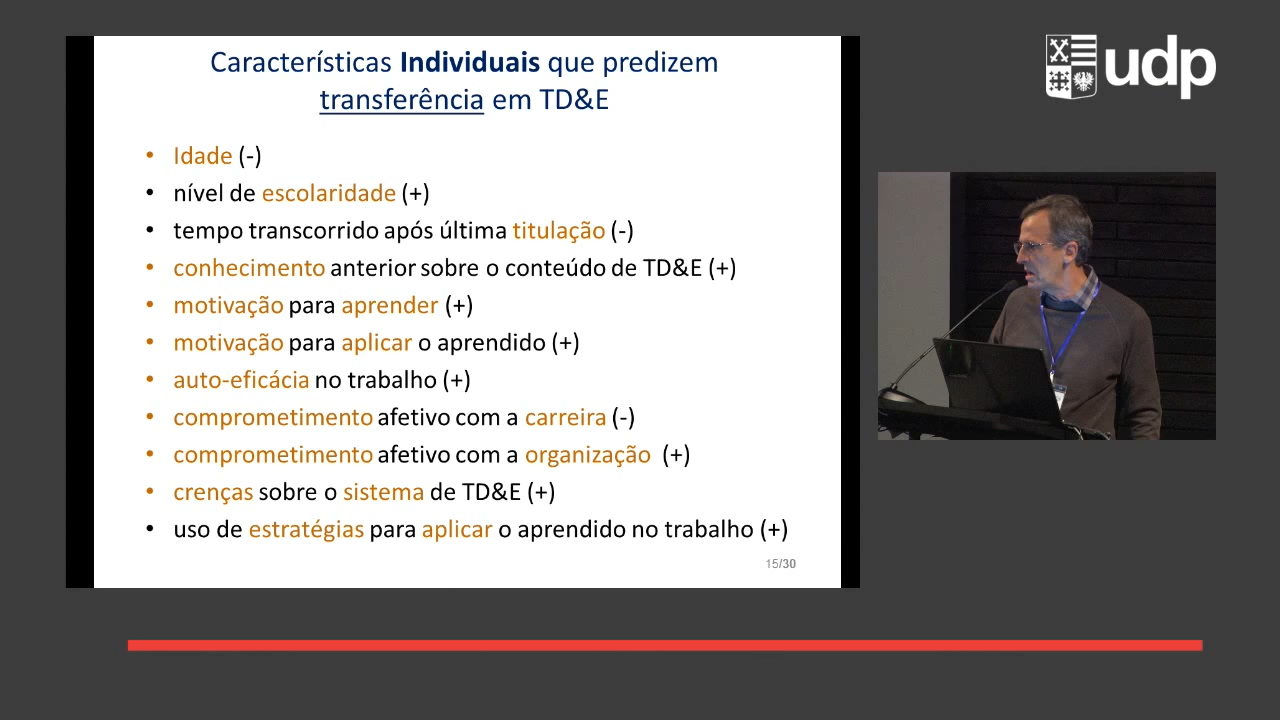 Características Individuais que predizem
transferência em TD&E
• Idade (-)
• nível de escolaridade (+)
• tempo transcorrido após última titulação (-)
• conhecimento anterior sobre o conteúdo de TD&E (+)
• motivação para aprender (+)
• motivação para aplicar o aprendido (+)
• auto-eficácia no trabalho (+)
• comprometimento afetivo com a carreira (-)
• comprometimento afetivo com a organização (+)
• crenças sobre o sistema de TD&E (+)
• uso de estratégias para aplicar o aprendido no trabalho (+)
15/30
udp